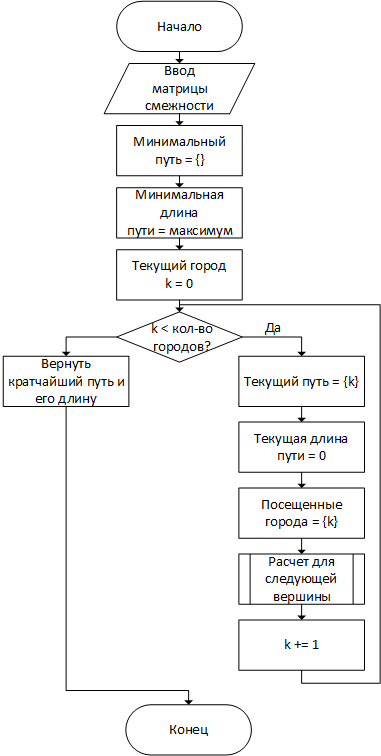 Начало
Ввод
матрицы
смежности
Минимальный
путь = {}
Минимальная
длина
пути = максимум
Текущий город
k = 0
k < кол-во
городов?
Да
Вернуть
кратчайший путь и
его длину
Текущий путь = {k}
Текущая длина
пути = 0
Посещенные
города = {k}
Расчет для
следующей
вершины
k += 1
Конец